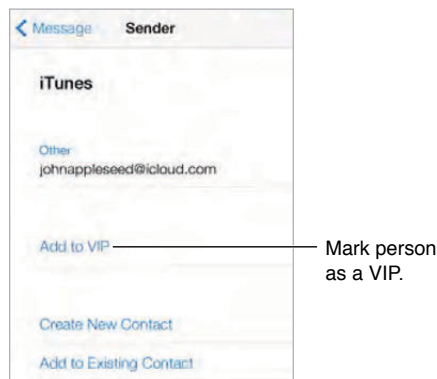 Message Sender
iTunes
Other
johnappleseed@icloud.com
Add to VIP
Mark person
as a VIP.
Create New Contact
Add to Existing Contact